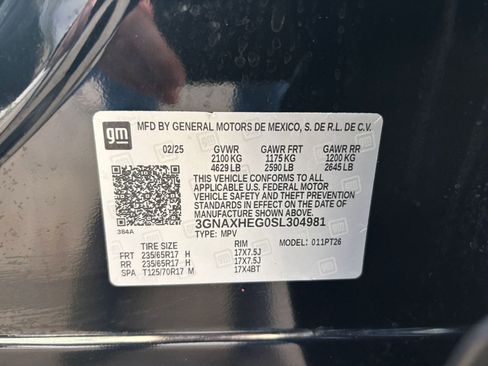 gm
MFD BY GENERAL MOTORS DE MEXICO, S. DE R.L. DE C.V.
02/25 GVWR GAWR FRT GAWR RR
2100 KG 1175 KG 1200 KG
4629 LB 2590 LB 2645 LB
THIS VEHICLE CONFORMS TO ALL
APPLICABLE U.S. FEDERAL MOTOR
VEHICLE SAFETY AND THEFT PREVENTION
STANDARDS IN EFFECT ON THE DATE OF
MANUFACTURE SHOWN ABOVE.
3GNAXHEG0SL304981
384A TYPE: MPV
TIRE SIZE RIM MODEL: 011PT26
FRT 235/65R17 H 17X7.5J
RR 235/65R17 H 17X7.5J
SPA T125/70R17 M 17X4BT